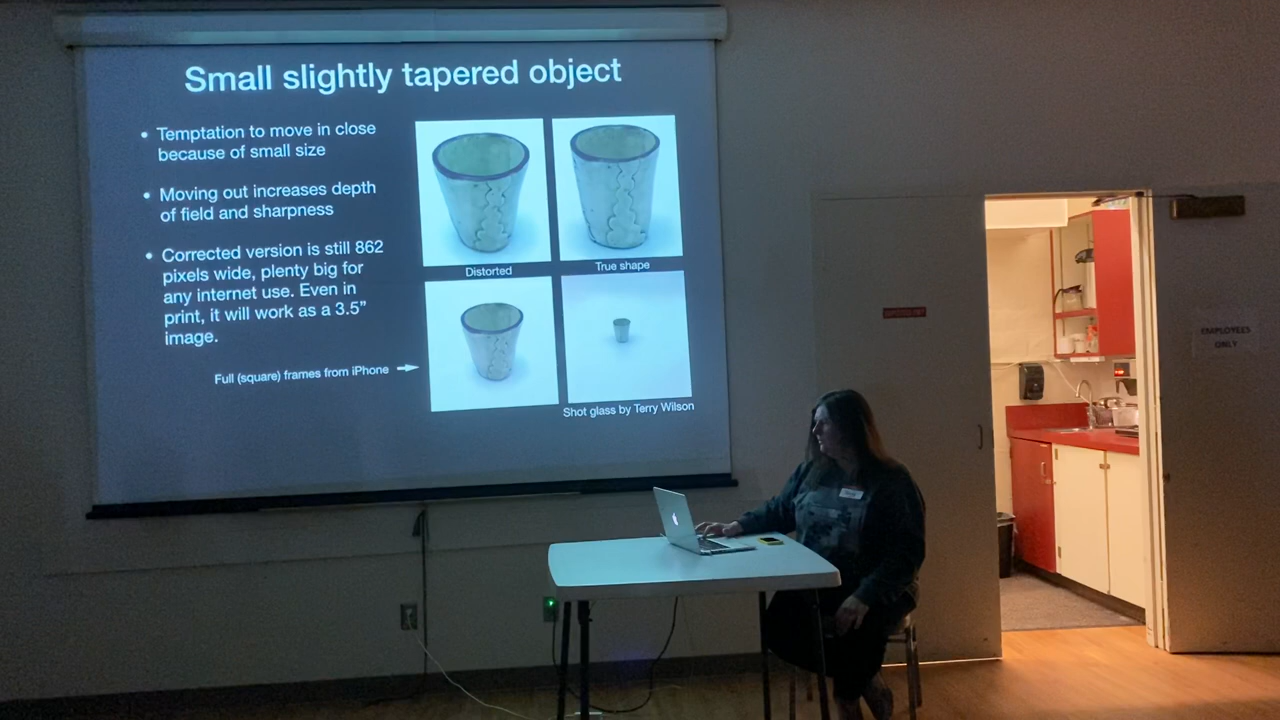 Small slightly tapered object
• Temptation to move in close
because of small size
• Moving out increases depth
of field and sharpness
• Corrected version is still 862
pixels wide, plenty big for
any internet use. Even in
print, it will work as a 3.5”
image.
Distorted
True shape
Full (square) frames from iPhone
Shot glass by Terry Wilson
EMPLOYEES
ONLY